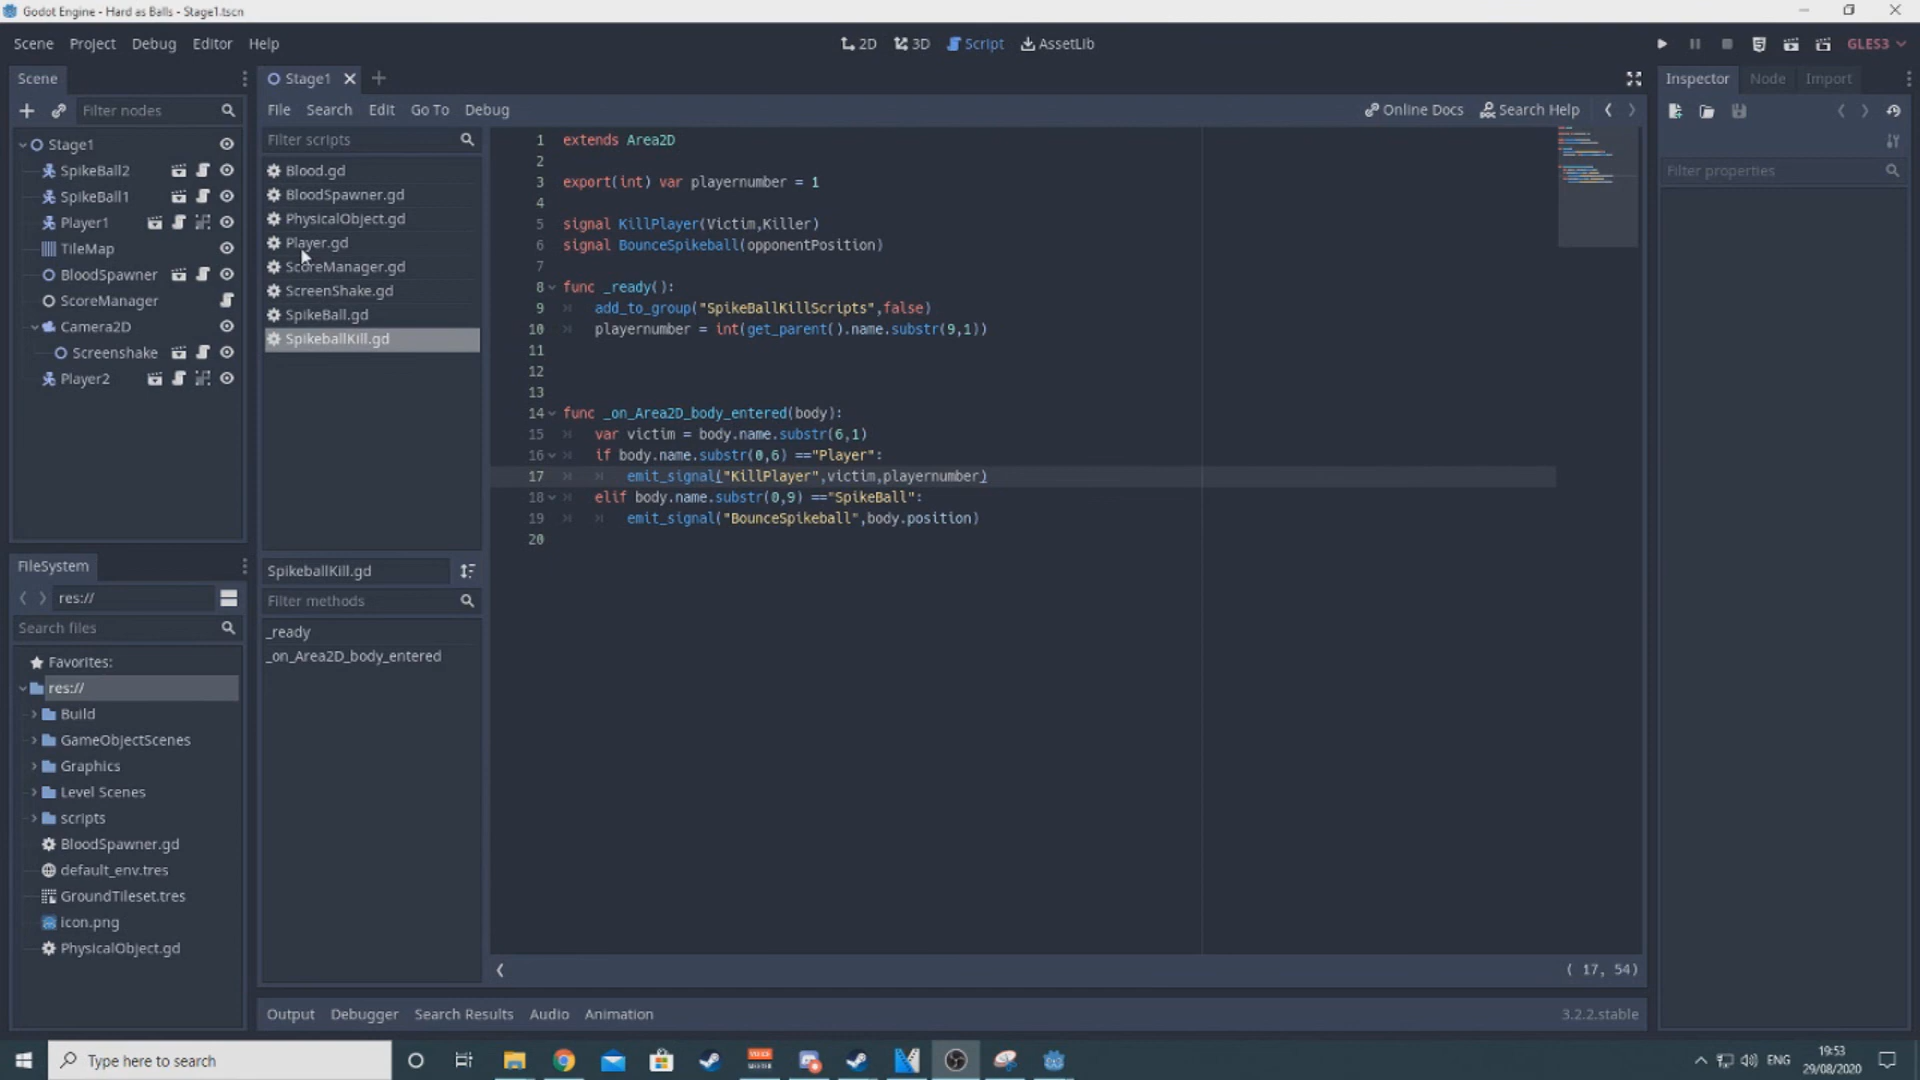 Godot Engine - Hard as Balls - Stage1.tscn
Scene Project Debug Editor Help
2D 3D Script AssetLib
GLES3
Scene
Filter nodes
Stage1
SpikeBall2
SpikeBall1
Player1
TileMap
BloodSpawner
ScoreManager
Camera2D
Screenshake
Player2
FileSystem
res://
Search files
Favorites:
res://
Build
GameObjectScenes
Graphics
Level Scenes
scripts
BloodSpawner.gd
default_env.tres
GroundTileset.tres
icon.png
PhysicalObject.gd
Stage1
File Search Edit Go To Debug
Online Docs Search Help
Filter scripts
Blood.gd
BloodSpawner.gd
PhysicalObject.gd
Player.gd
ScoreManager.gd
ScreenShake.gd
SpikeBall.gd
SpikeballKill.gd
SpikeballKill.gd
Filter methods
_ready
_on_Area2D_body_entered
1 extends Area2D
2
3 export(int) var playernumber = 1
4
5 signal KillPlayer(Victim,Killer)
6 signal BounceSpikeball(opponentPosition)
7
8 func _ready():
9 add_to_group("SpikeBallKillScripts",false)
10 playernumber = int(get_parent().name.substr(9,1))
11
12
13
14 func _on_Area2D_body_entered(body):
15 var victim = body.name.substr(6,1)
16 if body.name.substr(0,6) =="Player":
17 emit_signal("KillPlayer",victim,playernumber)
18 elif body.name.substr(0,9) =="SpikeBall":
19 emit_signal("BounceSpikeball",body.position)
20
( 17, 54)
Output Debugger Search Results Audio Animation
3.2.2.stable
Inspector Node Import
Filter properties
Type here to search
ENG
19:53
29/08/2020